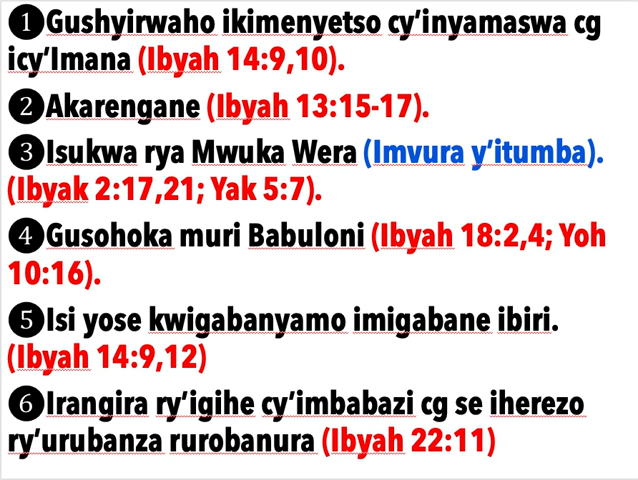 ❶Gushyirwaho ikimenyetso cy’inyamaswa cg
icy’Imana (Ibyah 14:9,10).
❷Akarengane (Ibyah 13:15-17).
❸Isukwa rya Mwuka Wera (Imvura y’itumba).
(Ibyak 2:17,21; Yak 5:7).
❹Gusohoka muri Babuloni (Ibyah 18:2,4; Yoh
10:16).
❺Isi yose kwigabanyamo imigabane ibiri.
(Ibyah 14:9,12)
❻Irangira ry’igihe cy’imbabazi cg se iherezo
ry’urubanza rurobanura (Ibyah 22:11)